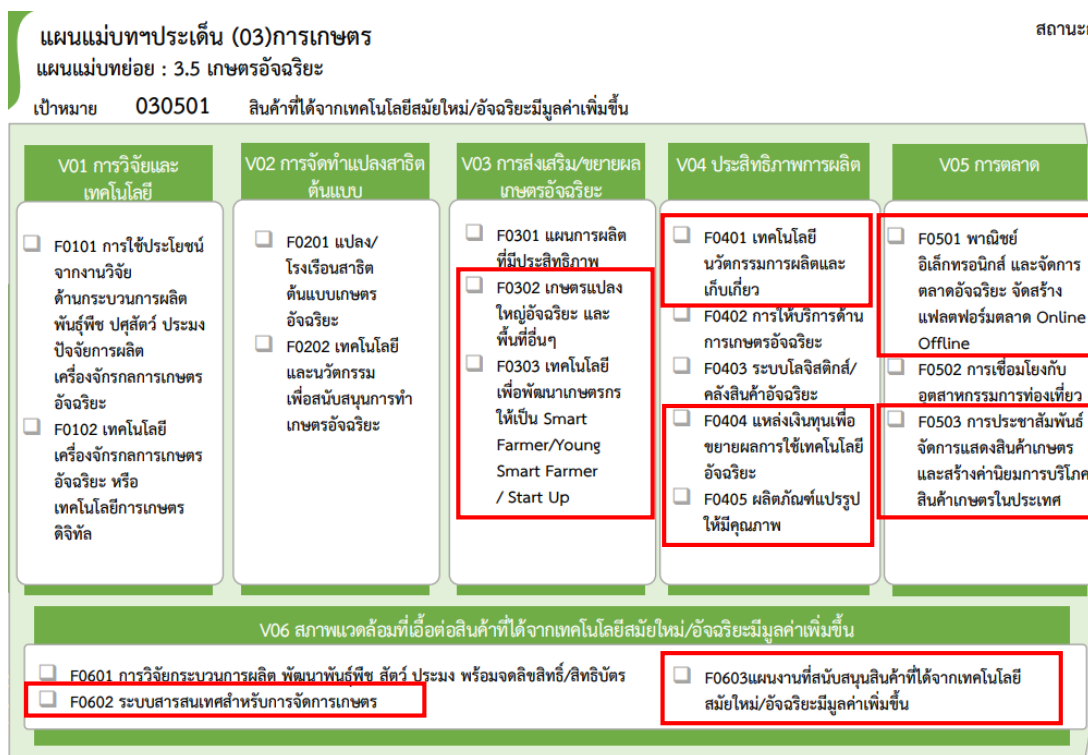 แผนแม่บทฯประเด็น (03)การเกษตร
สถานะ
แผนแม่บทย่อย : 3.5 เกษตรอัจฉริยะ
เป้าหมาย 030501 สินค้าที่ได้จากเทคโนโลยีสมัยใหม่/อัจฉริยะมีมูลค่าเพิ่มขึ้น
V01 การวิจัยและ
เทคโนโลยี
F0101 การใช้ประโยชน์
จากงานวิจัย
ด้านกระบวนการผลิต
พันธุ์พืช ปศุสัตว์ ประมง
ปัจจัยการผลิต
เครื่องจักรกลการเกษตร
อัจฉริยะ
F0102 เทคโนโลยี
เครื่องจักรกลการเกษตร
อัจฉริยะ หรือ
เทคโนโลยีการเกษตร
ดิจิทัล
V02 การจัดทำแปลงสาธิต
ต้นแบบ
F0201 แปลง/
โรงเรือนสาธิต
ต้นแบบเกษตร
อัจฉริยะ
F0202 เทคโนโลยี
และนวัตกรรม
เพื่อสนับสนุนการทำ
เกษตรอัจฉริยะ
V03 การส่งเสริม/ขยายผล
เกษตรอัจฉริยะ
F0301 แผนการผลิต
ที่มีประสิทธิภาพ
F0302 เกษตรแปลง
ใหญ่อัจฉริยะ และ
พื้นที่อื่นๆ
F0303 เทคโนโลยี
เพื่อพัฒนาเกษตรกร
ให้เป็น Smart
Farmer/Young
Smart Farmer
/ Start Up
V04 ประสิทธิภาพการผลิต
F0401 เทคโนโลยี
นวัตกรรมการผลิตและ
เก็บเกี่ยว
F0402 การให้บริการด้าน
การเกษตรอัจฉริยะ
F0403 ระบบโลจิสติกส์/
คลังสินค้าอัจฉริยะ
F0404 แหล่งเงินทุนเพื่อ
ขยายผลการใช้เทคโนโลยี
อัจฉริยะ
F0405 ผลิตภัณฑ์แปรรูป
ให้มีคุณภาพ
V05 การตลาด
F0501 พาณิชย์
อิเล็กทรอนิกส์ และจัดการ
ตลาดอัจฉริยะ จัดสร้าง
แฟลตฟอร์มตลาด Online
Offline
F0502 การเชื่อมโยงกับ
อุตสาหกรรมการท่องเที่ยว
F0503 การประชาสัมพันธ์
จัดการแสดงสินค้าเกษตร
และสร้างค่านิยมการบริโภค
สินค้าเกษตรในประเทศ
V06 สภาพแวดล้อมที่เอื้อต่อสินค้าที่ได้จากเทคโนโลยีสมัยใหม่/อัจฉริยะมีมูลค่าเพิ่มขึ้น
F0601 การวิจัยกระบวนการผลิต พัฒนาพันธุ์พืช สัตว์ ประมง พร้อมจดลิขสิทธิ์/สิทธิบัตร
F0602 ระบบสารสนเทศสำหรับการจัดการเกษตร
F0603แผนงานที่สนับสนุนสินค้าที่ได้จากเทคโนโลยี
สมัยใหม่/อัจฉริยะมีมูลค่าเพิ่มขึ้น